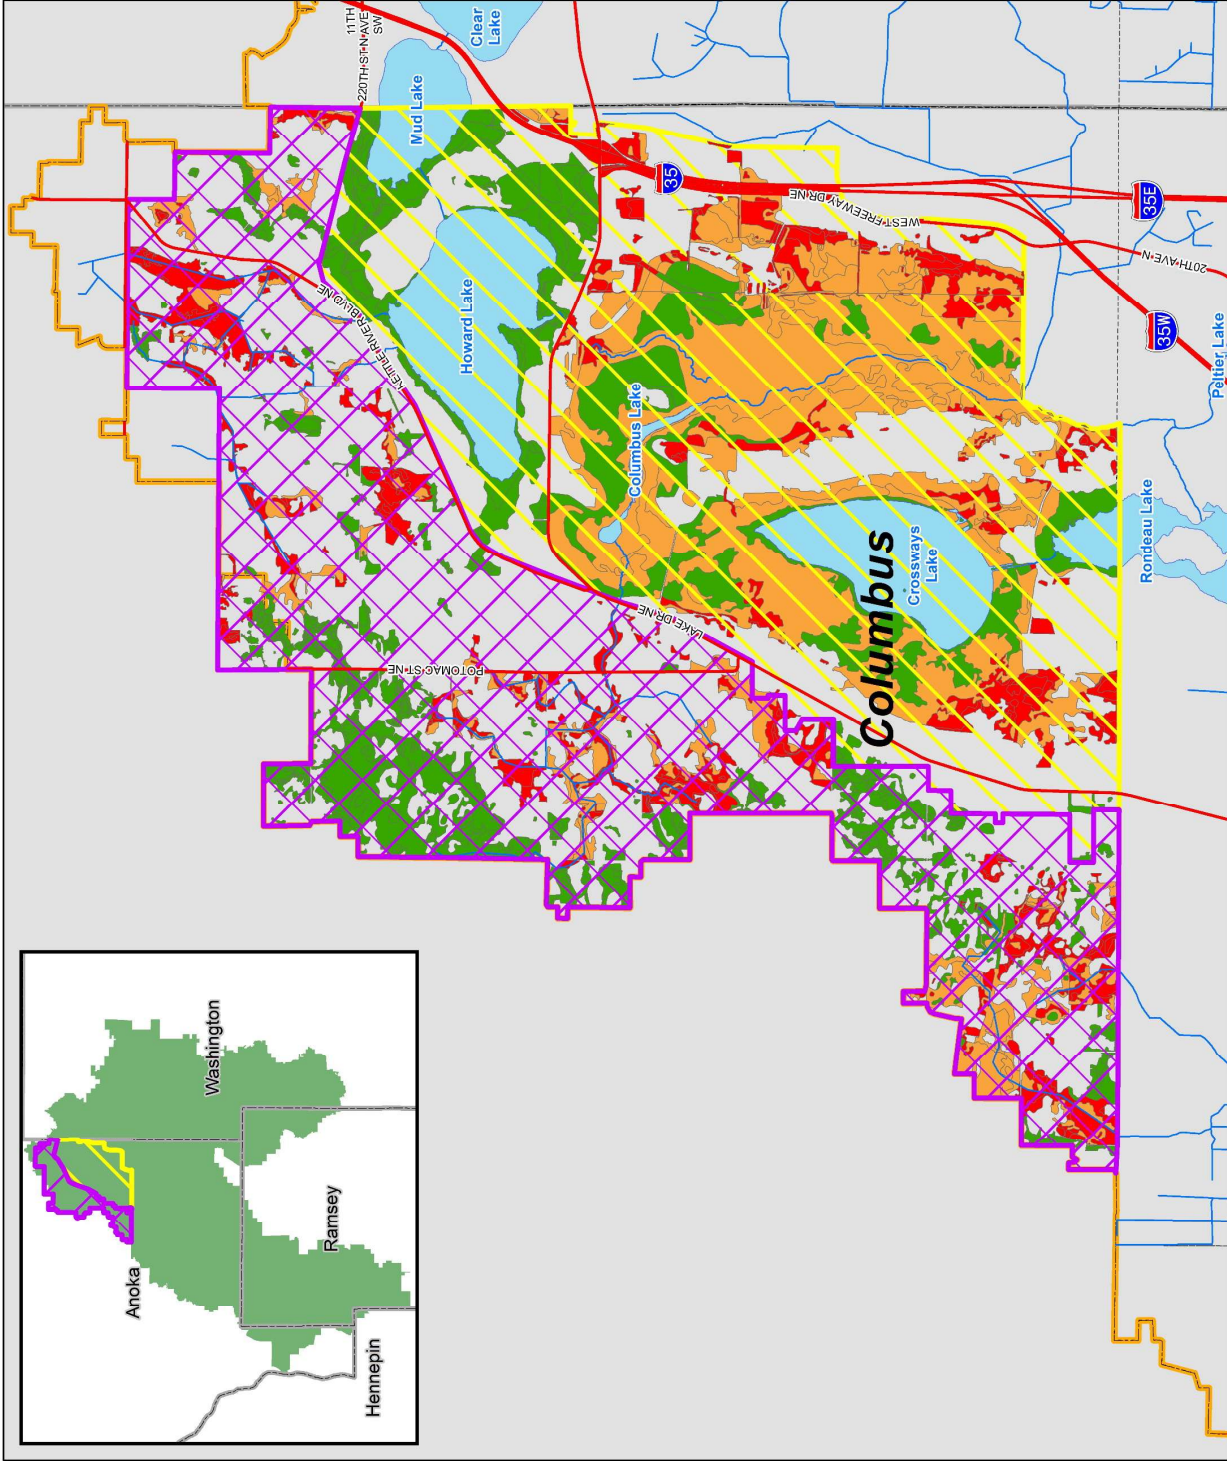 11TH
AVE
SW
220TH ST N
Clear
Lake
Mud Lake
35
WEST FREEWAY DR NE
35E
20TH AVE N
35W
Peltier Lake
Howard Lake
KETTLE RIVER BLVD NE
Columbus Lake
Crossways
Lake
Rondeau Lake
Columbus
LAKE DR NE
POTOMAC ST NE
Washington
Anoka
Ramsey
Hennepin